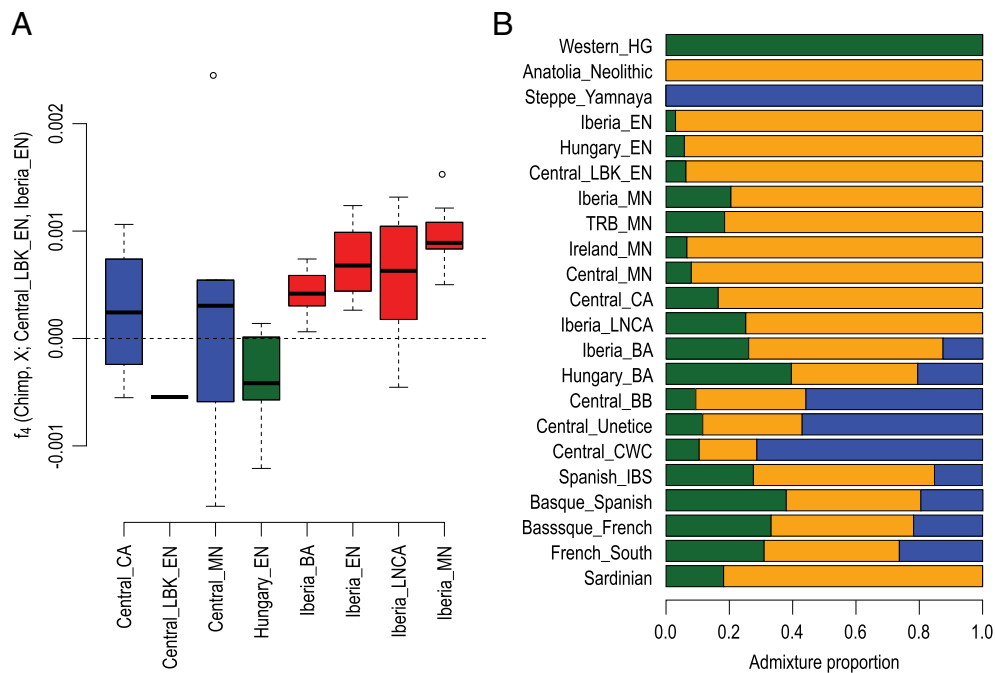 A
f4 (Chimp, X; Central_LBK_EN, Iberia_EN)
0.002
0.001
0.000
-0.001
Central_CA
Central_LBK_EN
Central_MN
Hungary_EN
Iberia_BA
Iberia_EN
Iberia_LNCA
Iberia_MN
B
Western_HG
Anatolia_Neolithic
Steppe_Yamnaya
Iberia_EN
Hungary_EN
Central_LBK_EN
Iberia_MN
TRB_MN
Ireland_MN
Central_MN
Central_CA
Iberia_LNCA
Iberia_BA
Hungary_BA
Central_BB
Central_Unetice
Central_CWC
Spanish_IBS
Basque_Spanish
Basssque_French
French_South
Sardinian
0.0 0.2 0.4 0.6 0.8 1.0
Admixture proportion